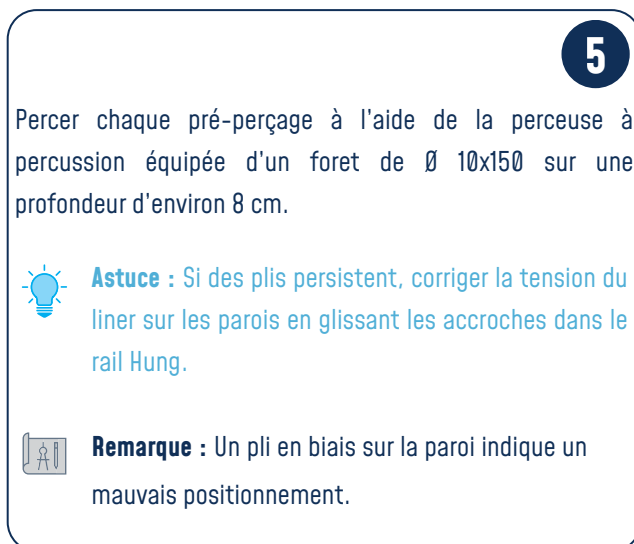 5
Percer chaque pré-perçage à l'aide de la perceuse à
percussion équipée d'un foret de Ø 10x150 sur une
profondeur d'environ 8 cm.
Astuce : Si des plis persistent, corriger la tension du
liner sur les parois en glissant les accroches dans le
rail Hung.
Remarque : Un pli en biais sur la paroi indique un
mauvais positionnement.